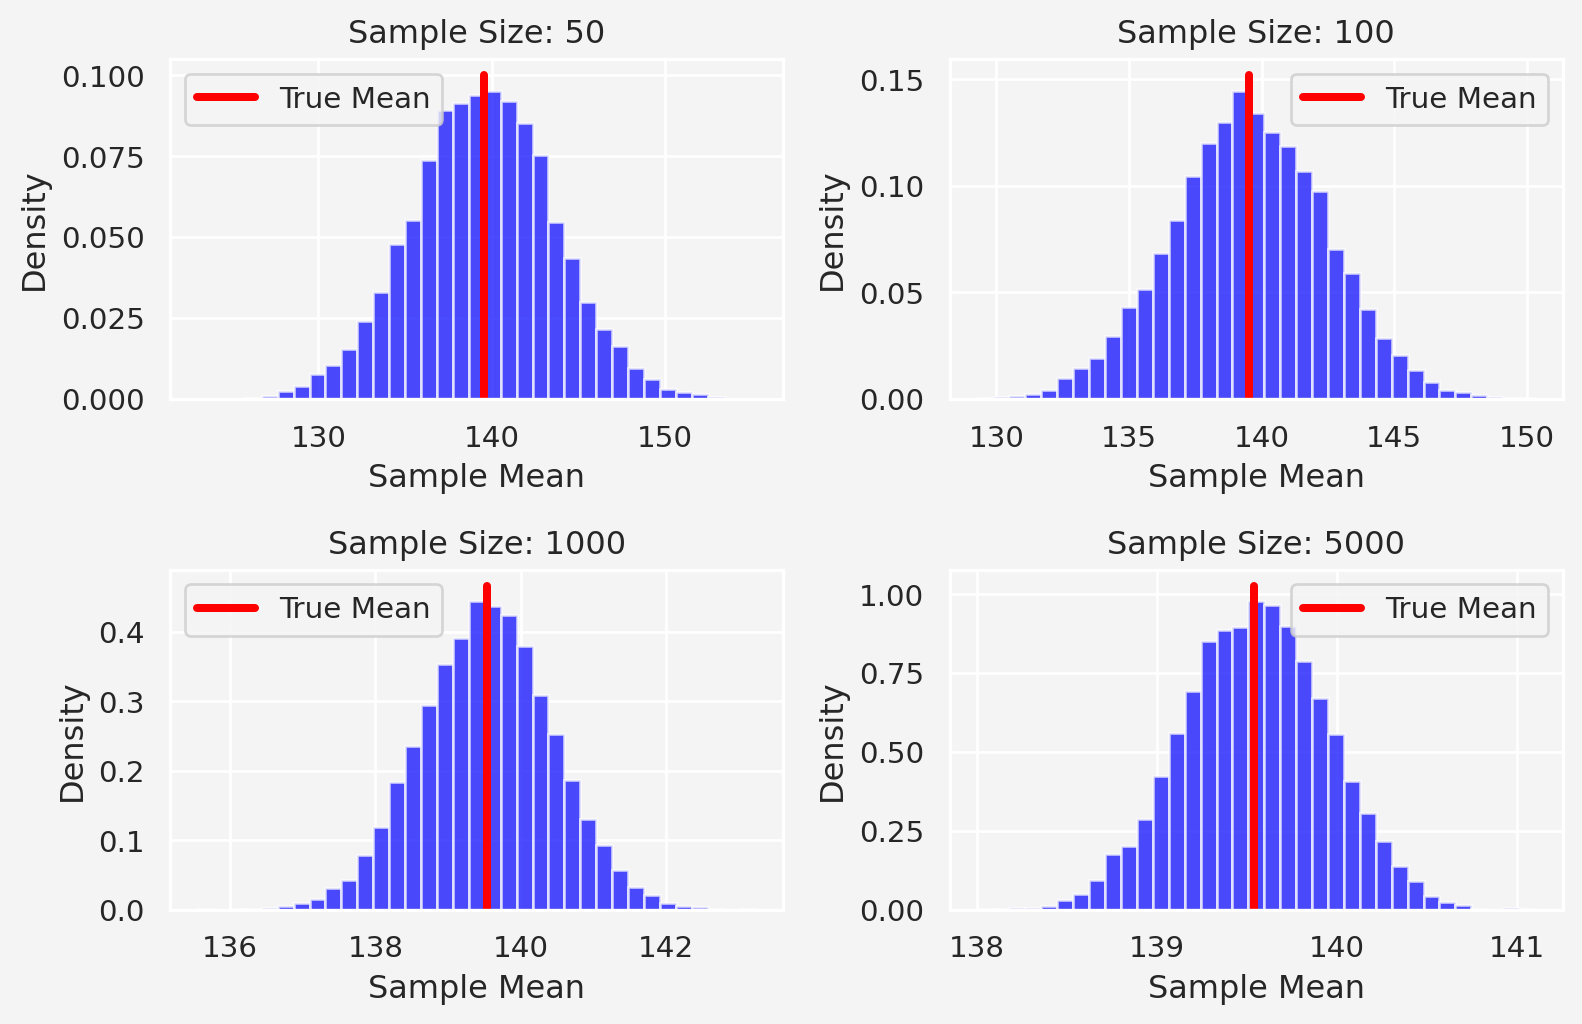 Sample Size: 50
0.100
0.075
0.050
0.025
0.000
Density
True Mean
130 140 150
Sample Mean
Sample Size: 100
0.15
0.10
0.05
0.00
Density
True Mean
130 135 140 145 150
Sample Mean
Sample Size: 1000
0.4
0.3
0.2
0.1
0.0
Density
True Mean
136 138 140 142
Sample Mean
Sample Size: 5000
1.00
0.75
0.50
0.25
0.00
Density
True Mean
138 139 140 141
Sample Mean